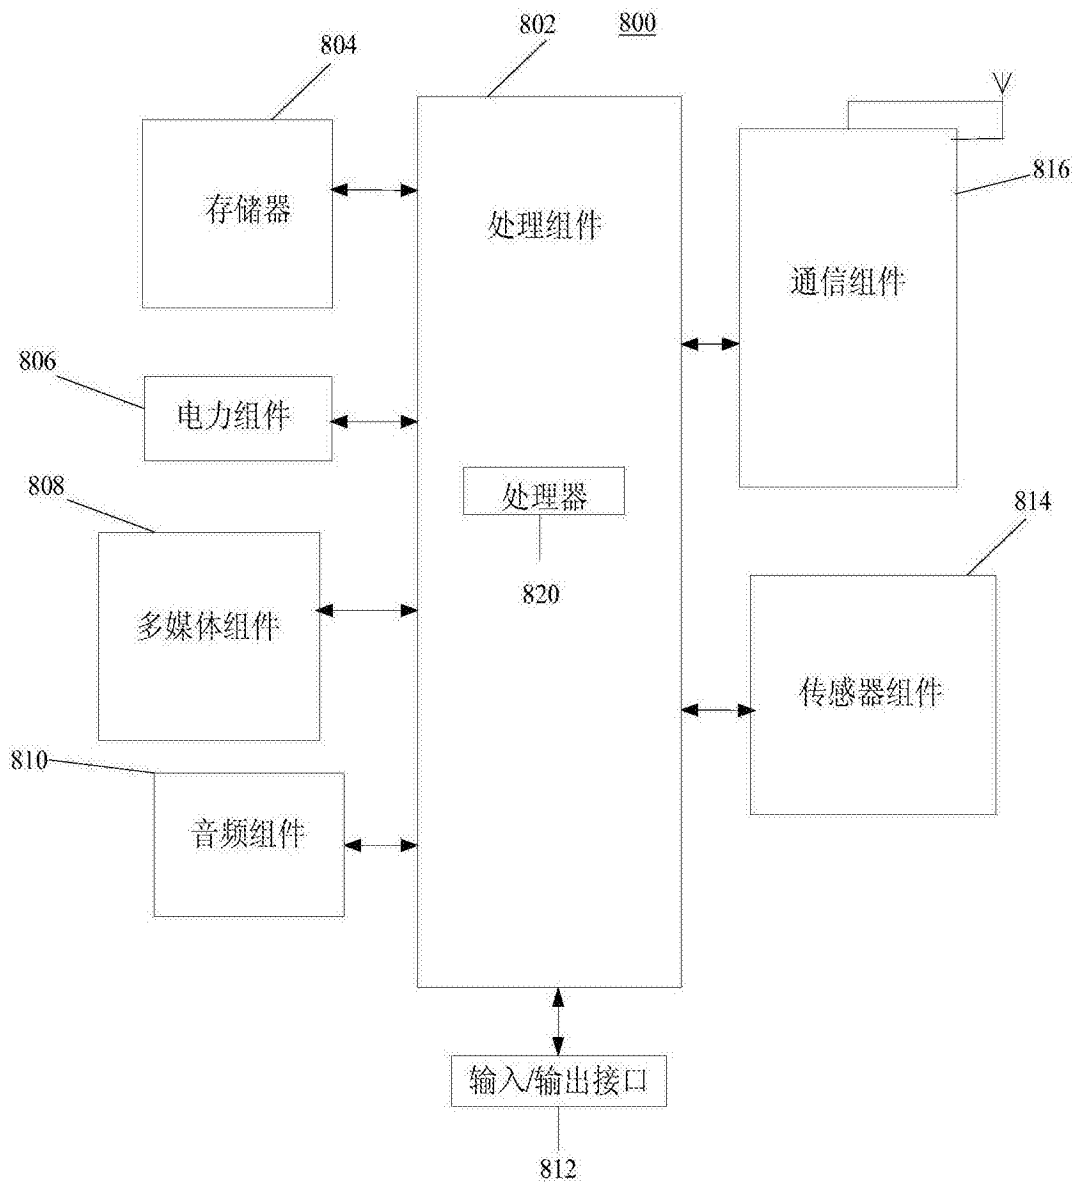 802
800
804
存储器
处理组件
816
通信组件
806
电力组件
808
处理器
814
820
多媒体组件
传感器组件
810
音频组件
输入/输出接口
812